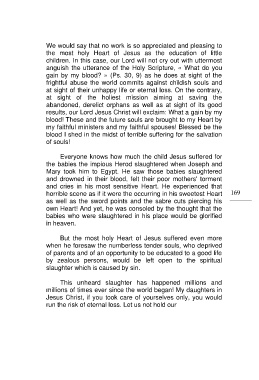 We would say that no work is so appreciated and pleasing to
the most holy Heart of Jesus as the education of little
children. In this case, our Lord will not cry out with uttermost
anguish the utterance of the Holy Scripture, « What do you
gain by my blood? » (Ps. 30, 9) as he does at sight of the
frightful abuse the world commits against childish souls and
at sight of their unhappy life or eternal loss. On the contrary,
at sight of the holiest mission aiming at saving the
abandoned, derelict orphans as well as at sight of its good
results, our Lord Jesus Christ will exclaim: What a gain by my
blood! These and the future souls are brought to my Heart by
my faithful ministers and my faithful spouses! Blessed be the
blood I shed in the midst of terrible suffering for the salvation
of souls!
Everyone knows how much the child Jesus suffered for
the babies the impious Herod slaughtered when Joseph and
Mary took him to Egypt. He saw those babies slaughtered
and drowned in their blood, felt their poor mothers' torment
and cries in his most sensitive Heart. He experienced that
horrible scene as if it were the occurring in his sweetest Heart
as well as the sword points and the sabre cuts piercing his
own Heart! And yet, he was consoled by the thought that the
babies who were slaughtered in his place would be glorified
in heaven.
169
But the most holy Heart of Jesus suffered even more
when he foresaw the numberless tender souls, who deprived
of parents and of an opportunity to be educated to a good life
by zealous persons, would be left open to the spiritual
slaughter which is caused by sin.
This unheard slaughter has happened millions and
millions of times ever since the world began! My daughters in
Jesus Christ, if you took care of yourselves only, you would
run the risk of eternal loss. Let us not hold our